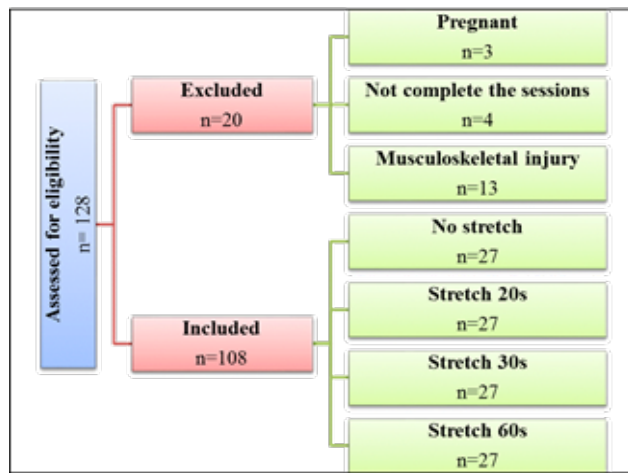 Assessed for eligibility
n= 128
Excluded
n=20
Pregnant
n=3
Not complete the sessions
n=4
Musculoskeletal injury
n=13
Included
n=108
No stretch
n=27
Stretch 20s
n=27
Stretch 30s
n=27
Stretch 60s
n=27